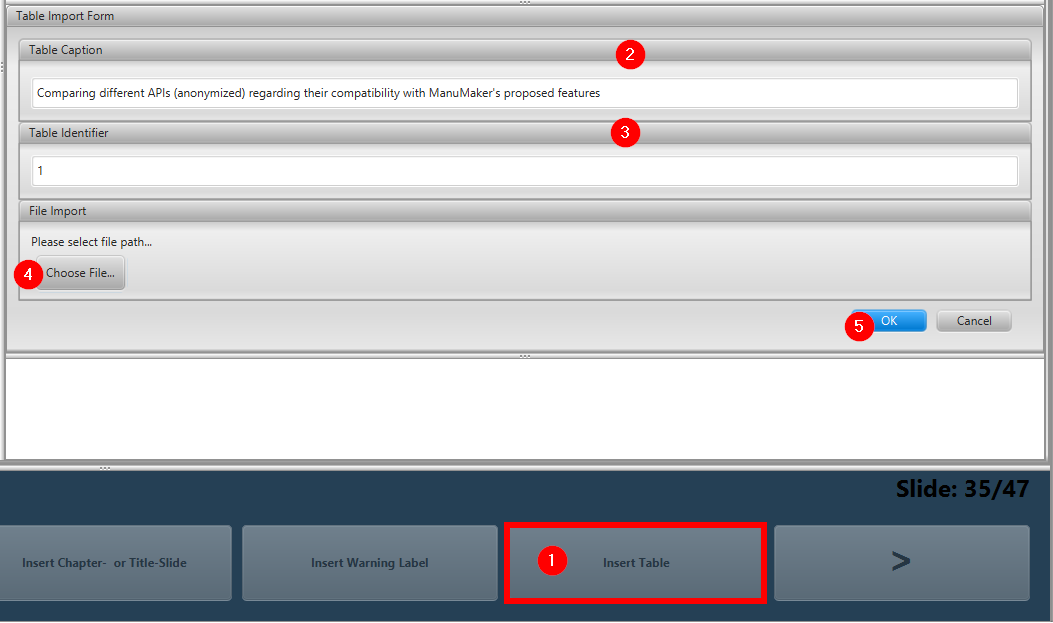 Table Import Form
Table Caption
2
Comparing different APIs (anonymized) regarding their compatibility with ManuMaker's proposed features
Table Identifier
3
1
File Import
Please select file path...
4
Choose File...
5
OK
Cancel
Slide: 35/47
Insert Chapter- or Title-Slide
Insert Warning Label
1
Insert Table
>